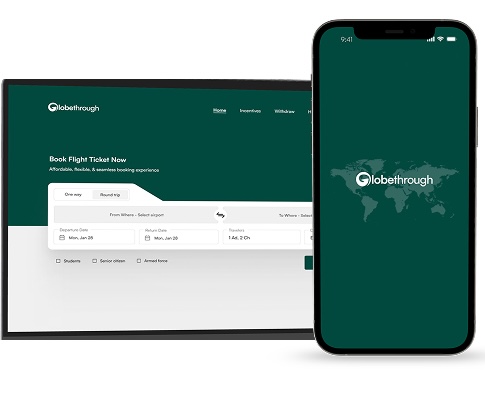 Globethrough
Home Incentives Withdraw H
Book Flight Ticket Now
Affordable, flexible, & seamless booking experience
One way Round trip
From Where - Select airport To Where - Select
Departure Date Return Date Travelers
Mon, Jan 28 Mon, Jan 28 1 Ad, 2 Ch
Students Senior citizen Armed force
9:41
Globethrough